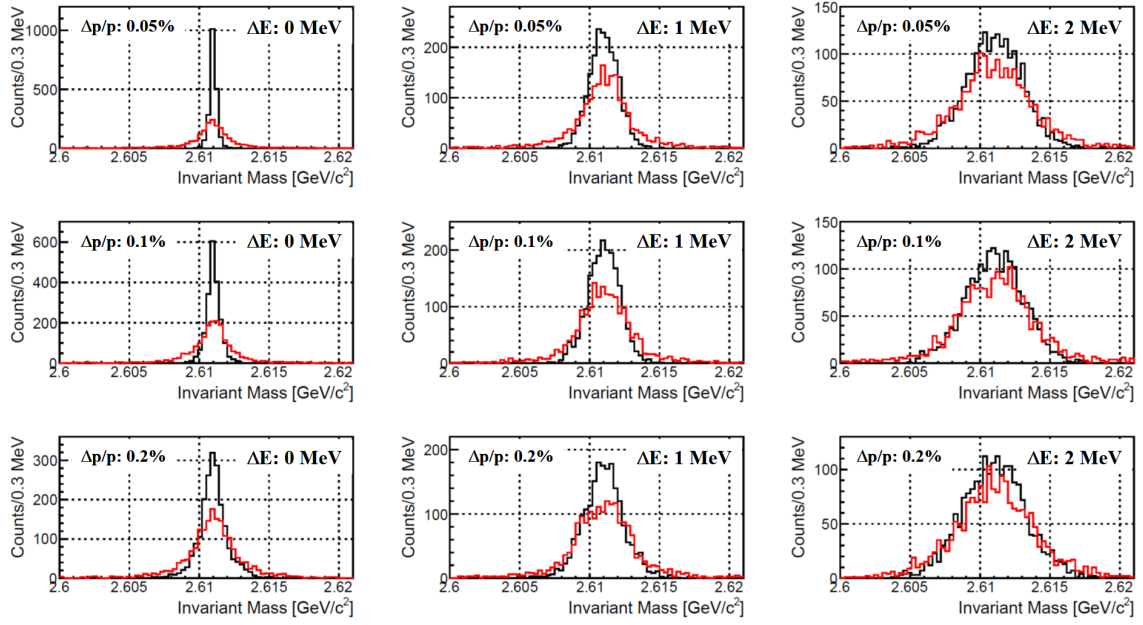 Counts/0.3 MeV
1000
500
0
Δp/p: 0.05%
ΔE: 0 MeV
2.6
2.605
2.61
2.615
2.62
Invariant Mass [GeV/c²]
Counts/0.3 MeV
200
100
0
Δp/p: 0.05%
ΔE: 1 MeV
2.6
2.605
2.61
2.615
2.62
Invariant Mass [GeV/c²]
Counts/0.3 MeV
150
100
50
0
Δp/p: 0.05%
ΔE: 2 MeV
2.6
2.605
2.61
2.615
2.62
Invariant Mass [GeV/c²]
Counts/0.3 MeV
600
400
200
0
Δp/p: 0.1%
ΔE: 0 MeV
2.6
2.605
2.61
2.615
2.62
Invariant Mass [GeV/c²]
Counts/0.3 MeV
200
100
0
Δp/p: 0.1%
ΔE: 1 MeV
2.6
2.605
2.61
2.615
2.62
Invariant Mass [GeV/c²]
Counts/0.3 MeV
150
100
50
0
Δp/p: 0.1%
ΔE: 2 MeV
2.6
2.605
2.61
2.615
2.62
Invariant Mass [GeV/c²]
Counts/0.3 MeV
300
200
100
0
Δp/p: 0.2%
ΔE: 0 MeV
2.6
2.605
2.61
2.615
2.62
Invariant Mass [GeV/c²]
Counts/0.3 MeV
200
100
0
Δp/p: 0.2%
ΔE: 1 MeV
2.6
2.605
2.61
2.615
2.62
Invariant Mass [GeV/c²]
Counts/0.3 MeV
100
50
0
Δp/p: 0.2%
ΔE: 2 MeV
2.6
2.605
2.61
2.615
2.62
Invariant Mass [GeV/c²]